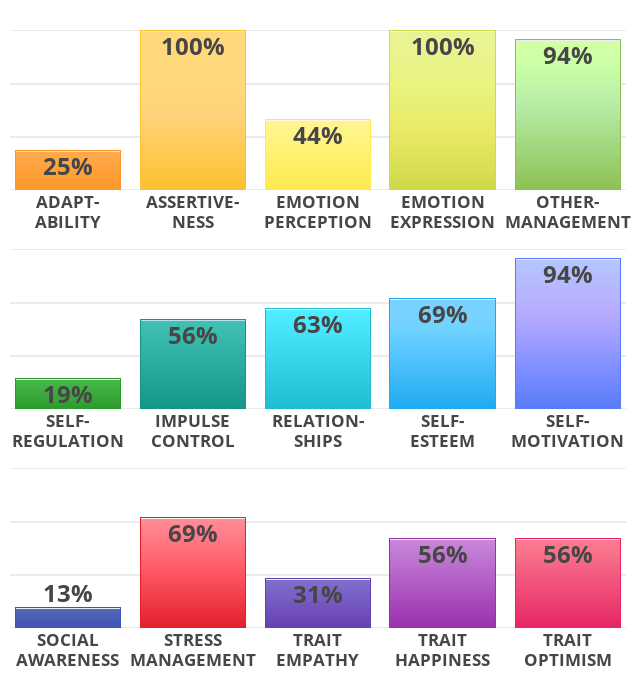 25% 100% 44% 100% 94%
ADAPT- ASSERTIVE- EMOTION EMOTION OTHER-
ABILITY NESS PERCEPTION EXPRESSION MANAGEMENT
19% 56% 63% 69% 94%
SELF- IMPULSE RELATION- SELF- SELF-
REGULATION CONTROL SHIPS ESTEEM MOTIVATION
13% 69% 31% 56% 56%
SOCIAL STRESS TRAIT TRAIT TRAIT
AWARENESS MANAGEMENT EMPATHY HAPPINESS OPTIMISM